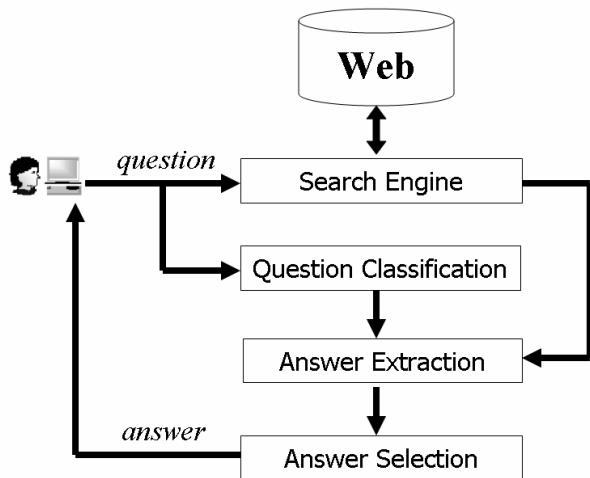 Web
question
Search Engine
Question Classification
Answer Extraction
answer
Answer Selection